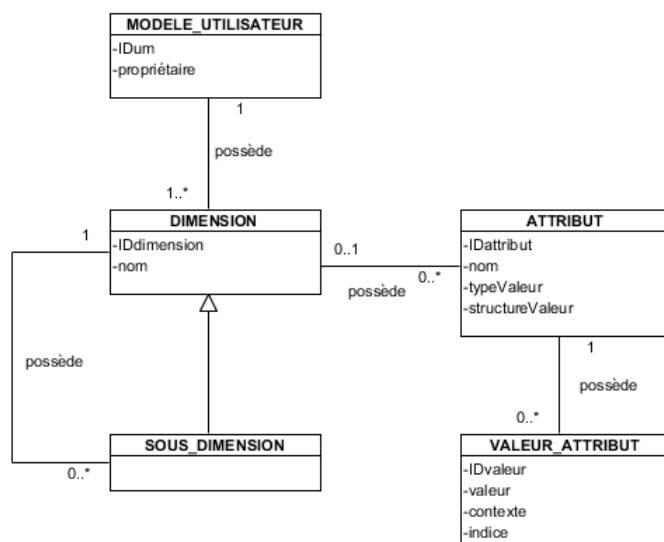 MODELE_UTILISATEUR
-IDum
-propriétaire
1
possède
1..*
DIMENSION
-IDdimension
-nom
1
0..1
possède
0..*
ATTRIBUT
-IDattribut
-nom
-typeValeur
-structureValeur
possède
0..*
SOUS_DIMENSION
1
possède
0..*
VALEUR_ATTRIBUT
-IDvaleur
-valeur
-contexte
-indice